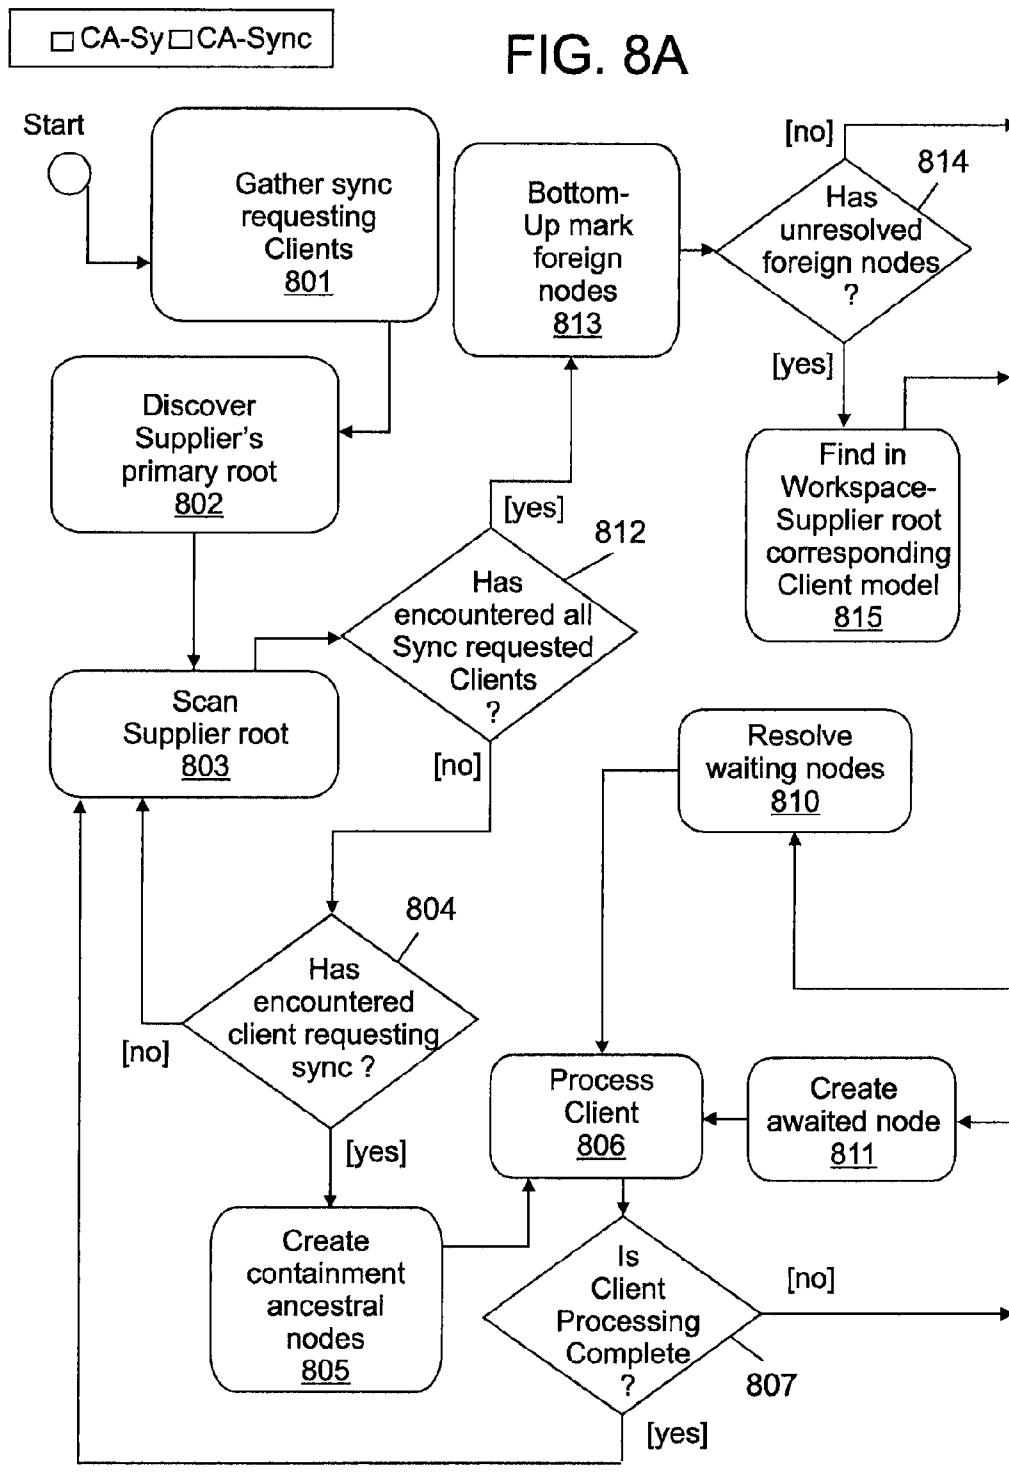 CA-Sy CA-Sync
FIG. 8A
Start
Gather sync
requesting
Clients
801
Discover
Supplier's
primary root
802
Scan
Supplier root
803
Bottom-
Up mark
foreign
nodes
813
[no]
814
Has
unresolved
foreign nodes
?
[yes]
Find in
Workspace-
Supplier root
corresponding
Client model
815
[yes]
812
Has
encountered all
Sync requested
Clients
?
[no]
Resolve
waiting nodes
810
804
Has
encountered
client requesting
sync ?
[no]
[yes]
Create
containment
ancestral
nodes
805
Process
Client
806
Create
awaited node
811
Is
Client
Processing
Complete
?
[no]
807
[yes]